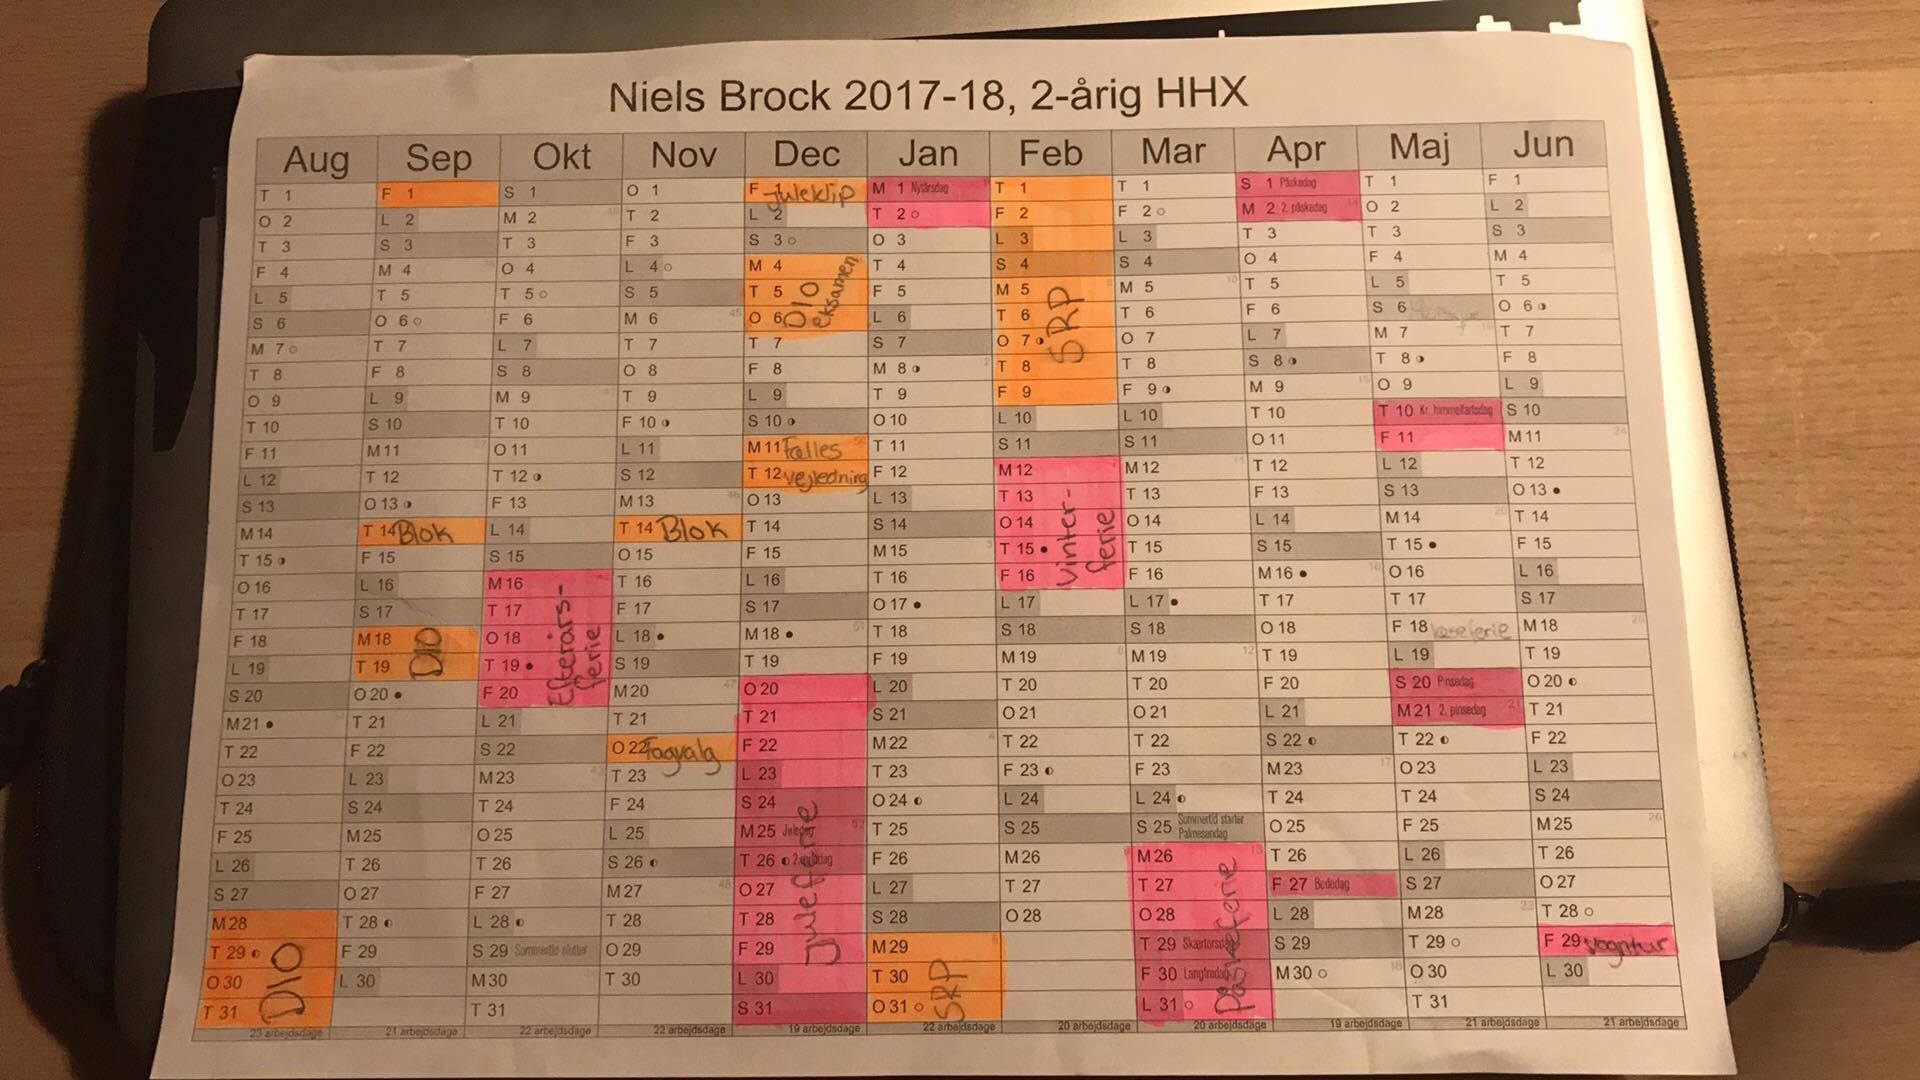 Niels Brock 2017-18, 2-årig HHX
Aug Sep Okt Nov Dec Jan Feb Mar Apr Maj Jun
T 1 F 1 S 1 O 1 F 1 Juleklip M 1 Nytårsdag T 1 T 1 S 1 Påskedag T 1 F 1
O 2 L 2 M 2 T 2 L 2 T 2 F 2 F 2 M 2 2. påskedag O 2 L 2
T 3 S 3 T 3 F 3 S 3 O 3 L 3 L 3 T 3 T 3 S 3
F 4 M 4 O 4 L 4 M 4 T 4 S 4 S 4 O 4 F 4 M 4
L 5 T 5 T 5 S 5 T 5 DIO eksamen F 5 M 5 M 5 T 5 L 5 T 5
S 6 O 6 F 6 M 6 O 6 L 6 T 6 SRP T 6 F 6 S 6 O 6
M 7 T 7 L 7 T 7 T 7 S 7 O 7 O 7 L 7 M 7 T 7
T 8 F 8 S 8 O 8 F 8 M 8 T 8 T 8 S 8 T 8 F 8
O 9 L 9 M 9 T 9 L 9 T 9 F 9 F 9 M 9 O 9 L 9
T 10 S 10 T 10 F 10 S 10 O 10 L 10 L 10 T 10 T 10 Kr. himmelfartsdag S 10
F 11 M 11 O 11 L 11 M 11 Fælles T 11 S 11 S 11 O 11 F 11 M 11
L 12 T 12 T 12 S 12 T 12 vejledning F 12 M 12 M 12 T 12 L 12 T 12
S 13 O 13 F 13 M 13 O 13 L 13 T 13 T 13 F 13 S 13 O 13
M 14 T 14 Blok L 14 T 14 Blok T 14 S 14 O 14 Vinter-ferie O 14 L 14 M 14 T 14
T 15 F 15 S 15 O 15 F 15 M 15 T 15 T 15 S 15 T 15 F 15
O 16 L 16 M 16 T 16 L 16 T 16 F 16 F 16 M 16 O 16 L 16
T 17 S 17 T 17 F 17 S 17 O 17 L 17 L 17 T 17 T 17 S 17
F 18 M 18 DIO O 18 Efterårs-ferie L 18 M 18 T 18 S 18 S 18 O 18 F 18 læseferie M 18
L 19 T 19 T 19 S 19 T 19 F 19 M 19 M 19 T 19 L 19 T 19
S 20 O 20 F 20 M 20 O 20 L 20 T 20 T 20 F 20 S 20 Pinsedag O 20
M 21 T 21 L 21 T 21 T 21 S 21 O 21 O 21 L 21 M 21 2. pinsedag T 21
T 22 F 22 S 22 O 22 Fagvalg F 22 M 22 T 22 T 22 S 22 T 22 F 22
O 23 L 23 M 23 T 23 L 23 T 23 F 23 F 23 M 23 O 23 L 23
T 24 S 24 T 24 F 24 S 24 O 24 L 24 L 24 T 24 T 24 S 24
F 25 M 25 O 25 L 25 M 25 Juledag T 25 S 25 S 25 Sommertid starter Palmesøndag O 25 F 25 M 25
L 26 T 26 T 26 S 26 T 26 2. juledag F 26 M 26 M 26 T 26 L 26 T 26
S 27 O 27 F 27 M 27 O 27 Juleferie L 27 T 27 T 27 Påskeferie F 27 Bededag S 27 O 27
M 28 T 28 L 28 T 28 T 28 S 28 O 28 O 28 L 28 M 28 T 28
T 29 F 29 S 29 Sommertid slutter O 29 F 29 M 29 T 29 Skærtorsdag S 29 T 29 F 29 vogntur
O 30 DIO L 30 M 30 T 30 L 30 T 30 SRP F 30 Langfredag M 30 O 30 L 30
T 31 T 31 S 31 O 31 L 31 T 31
23 arbejdsdage 21 arbejdsdage 22 arbejdsdage 22 arbejdsdage 19 arbejdsdage 22 arbejdsdage 20 arbejdsdage 20 arbejdsdage 19 arbejdsdage 21 arbejdsdage 21 arbejdsdage